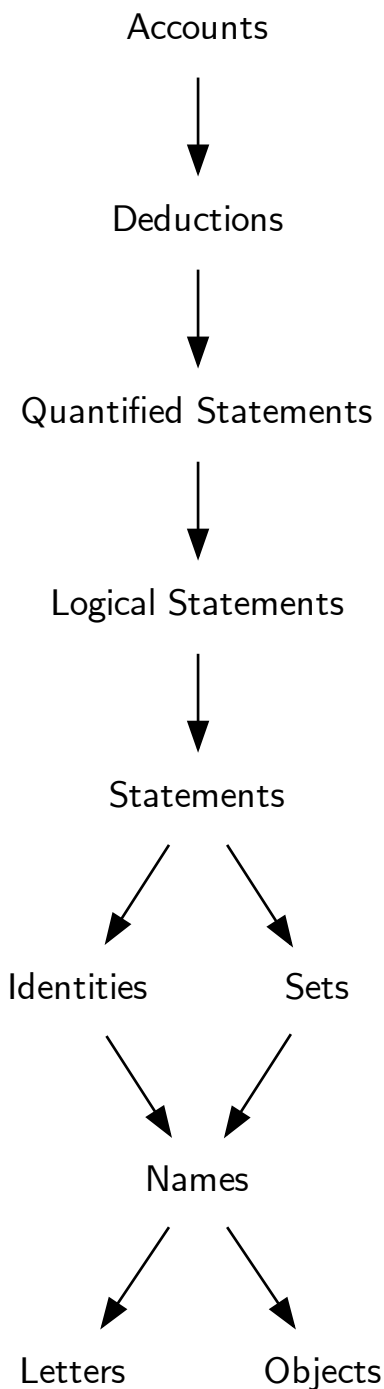 Accounts
Deductions
Quantified Statements
Logical Statements
Statements
Identities
Sets
Names
Letters
Objects